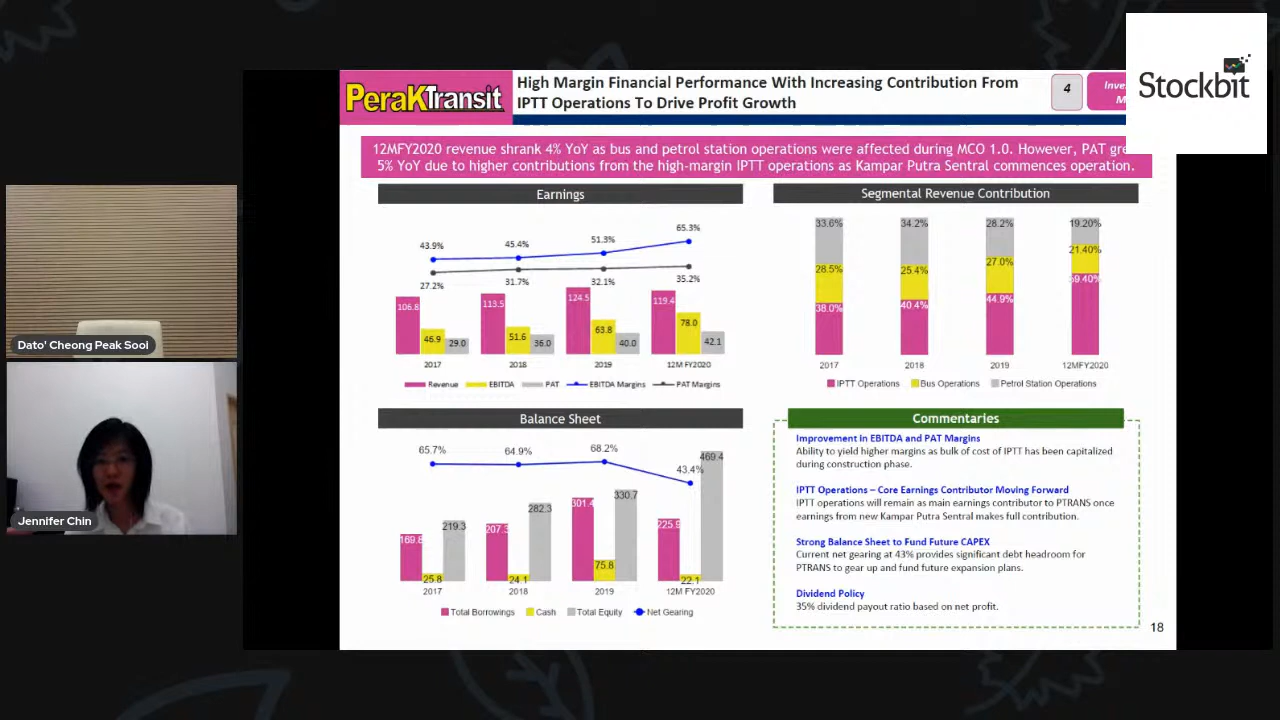 Stockbit
PeraKTransit
High Margin Financial Performance With Increasing Contribution From
IPTT Operations To Drive Profit Growth
4
12MFY2020 revenue shrank 4% YoY as bus and petrol station operations were affected during MCO 1.0. However, PAT
5% YoY due to higher contributions from the high-margin IPTT operations as Kampar Putra Sentral commences operation.
Earnings
43.9% 45.4% 51.3% 65.3%
27.2% 31.7% 32.1% 35.2%
106.8 46.9 29.0 113.5 51.6 36.0 124.5 63.8 40.0 119.4 78.0 42.1
2017 2018 2019 12M FY2020
Revenue EBITDA PAT EBITDA Margins PAT Margins
Segmental Revenue Contribution
33.6% 34.2% 28.2% 19.20%
28.5% 25.4% 27.0% 21.40%
38.0% 40.4% 44.9% 59.40%
2017 2018 2019 12MFY2020
IPTT Operations Bus Operations Petrol Station Operations
Balance Sheet
65.7% 64.9% 68.2% 43.4%
169.8 25.8 219.3 207.3 24.1 282.3 301.4 75.8 330.7 225.9 22.1 469.4
2017 2018 2019 12M FY2020
Total Borrowings Cash Total Equity Net Gearing
Commentaries
Improvement in EBITDA and PAT Margins
Ability to yield higher margins as bulk of cost of IPTT has been capitalized
during construction phase.
IPTT Operations – Core Earnings Contributor Moving Forward
IPTT operations will remain as main earnings contributor to PTRANS once
earnings from new Kampar Putra Sentral makes full contribution.
Strong Balance Sheet to Fund Future CAPEX
Current net gearing at 43% provides significant debt headroom for
PTRANS to gear up and fund future expansion plans.
Dividend Policy
35% dividend payout ratio based on net profit.
18
Dato' Cheong Peak Sooi
Jennifer Chin